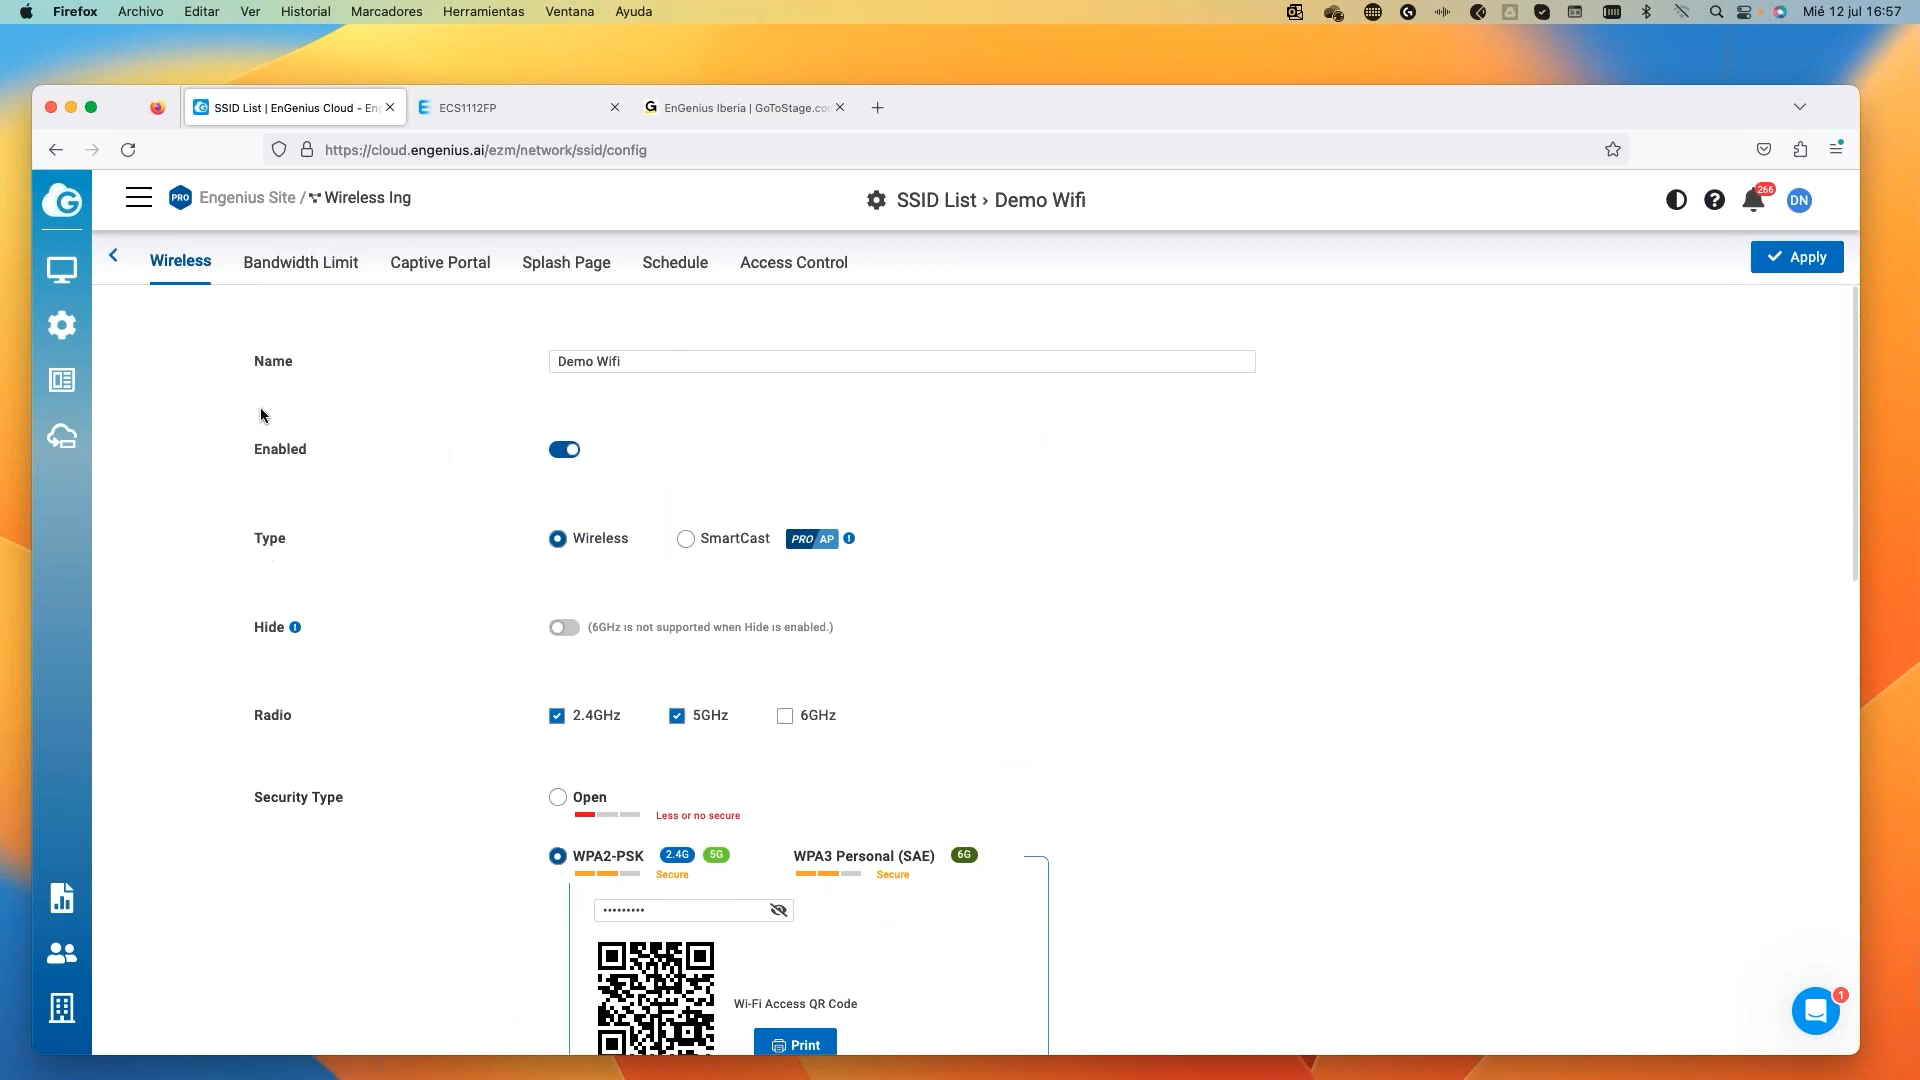 Firefox Archivo Editar Ver Historial Marcadores Herramientas Ventana Ayuda Mié 12 jul 16:57
SSID List | EnGenius Cloud - En ECS1112FP EnGenius Iberia | GoToStage.co
https://cloud.engenius.ai/ezm/network/ssid/config
PRO Engenius Site / Wireless Ing SSID List › Demo Wifi 266 DN
Wireless Bandwidth Limit Captive Portal Splash Page Schedule Access Control Apply
Name Demo Wifi
Enabled
Type Wireless SmartCast PRO AP
Hide (6GHz is not supported when Hide is enabled.)
Radio 2.4GHz 5GHz 6GHz
Security Type Open
Less or no secure
WPA2-PSK 2.4G 5G WPA3 Personal (SAE) 6G
Secure Secure
•••••••••
Wi-Fi Access QR Code
Print
1